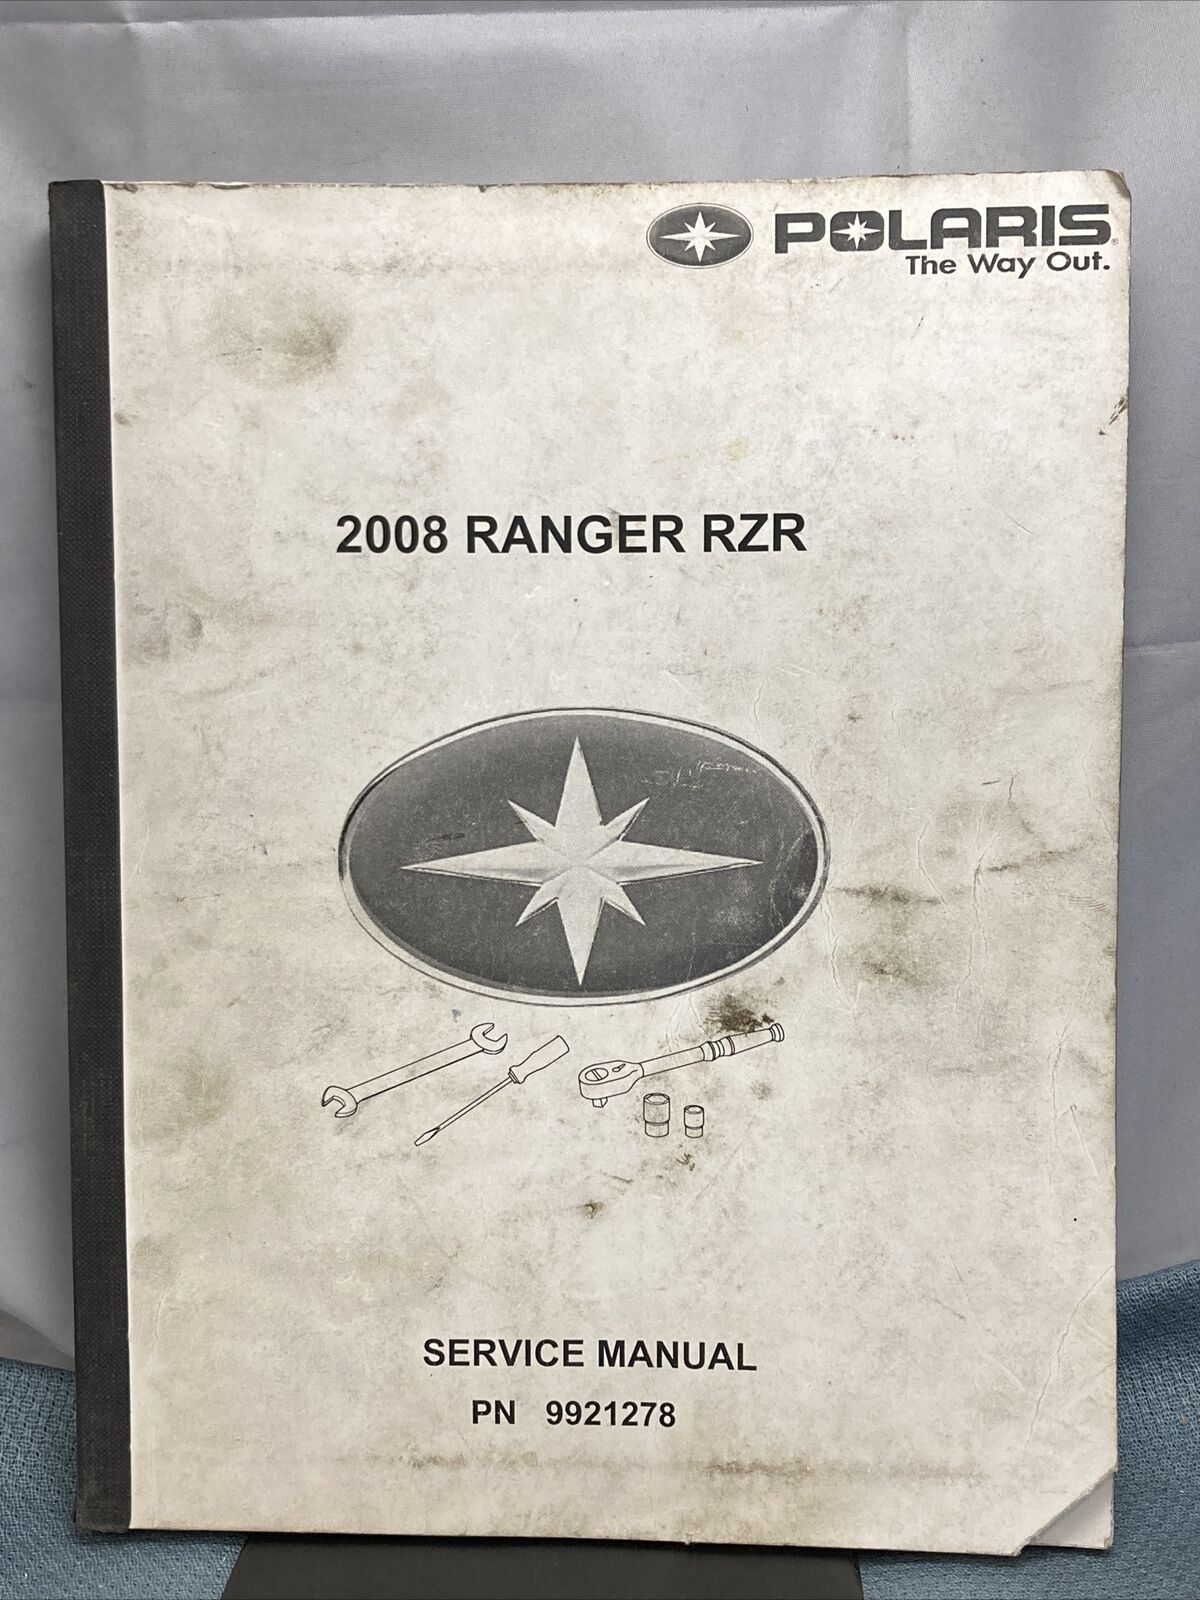 POLARIS®
The Way Out.
2008 RANGER RZR
SERVICE MANUAL
PN 9921278